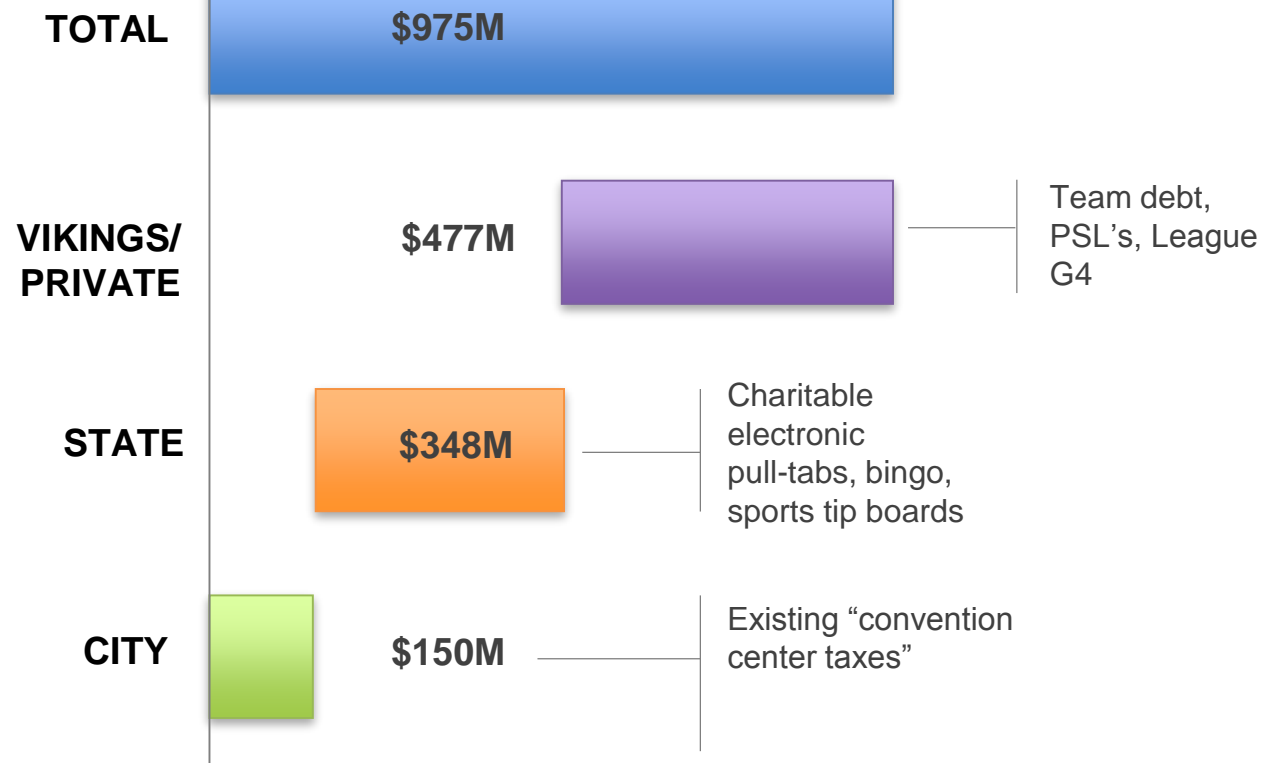 TOTAL
$975M
VIKINGS/
PRIVATE
$477M
Team debt,
PSL’s, League
G4
STATE
$348M
Charitable
electronic
pull-tabs, bingo,
sports tip boards
CITY
$150M
Existing “convention
center taxes”